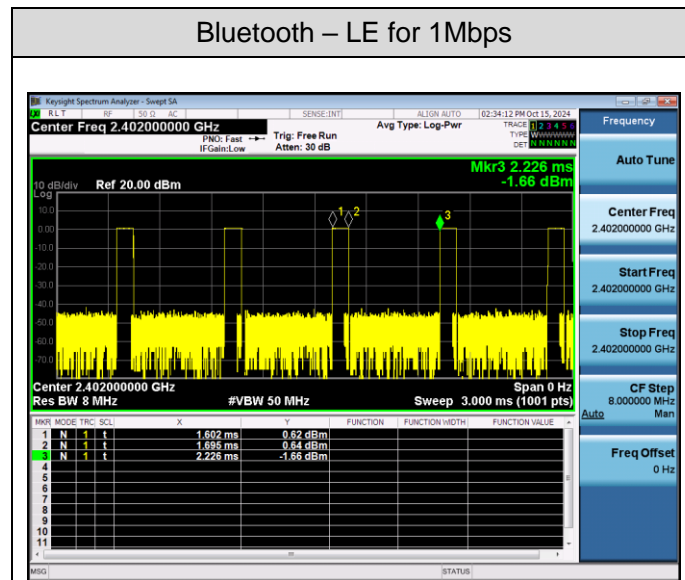 Bluetooth – LE for 1Mbps
Keysight Spectrum Analyzer - Swept SA
RLT RF 50 Ω AC SENSE:INT ALIGN AUTO 02:34:12 PM Oct 15, 2024
Center Freq 2.402000000 GHz Avg Type: Log-Pwr TRACE 1 2 3 4 5 6
PNO: Fast Trig: Free Run TYPE WWWWWW
IFGain:Low Atten: 30 dB DET N N N N N N
Mkr3 2.226 ms
10 dB/div Ref 20.00 dBm -1.66 dBm
Log
10.0
0.00
-10.0
-20.0
-30.0
-40.0
-50.0
-60.0
-70.0
1 2
3
Center 2.402000000 GHz Span 0 Hz
Res BW 8 MHz #VBW 50 MHz Sweep 3.000 ms (1001 pts)
MKR MODE TRC SCL X Y FUNCTION FUNCTION WIDTH FUNCTION VALUE
1 N 1 t 1.602 ms 0.62 dBm
2 N 1 t 1.695 ms 0.64 dBm
3 N 1 t 2.226 ms -1.66 dBm
4
5
6
7
8
9
10
11
MSG STATUS
Frequency
Auto Tune
Center Freq
2.402000000 GHz
Start Freq
2.402000000 GHz
Stop Freq
2.402000000 GHz
CF Step
8.000000 MHz
Auto Man
Freq Offset
0 Hz